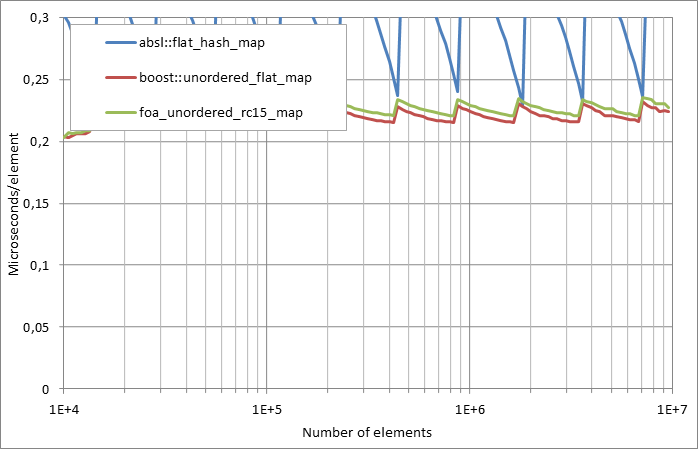 0,3
absl::flat_hash_map
boost::unordered_flat_map
foa_unordered_rc15_map
0,25
0,2
0,15
0,1
0,05
0
Microseconds/element
1E+4 1E+5 1E+6 1E+7
Number of elements